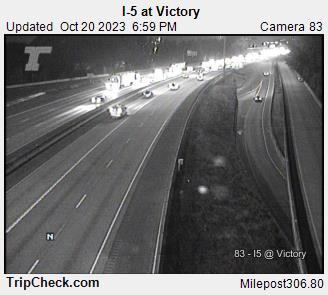 I-5 at Victory
Updated Oct 20 2023 6:59 PM Camera 83
T
N
83 - I5 @ Victory
TripCheck.com Milepost306.80